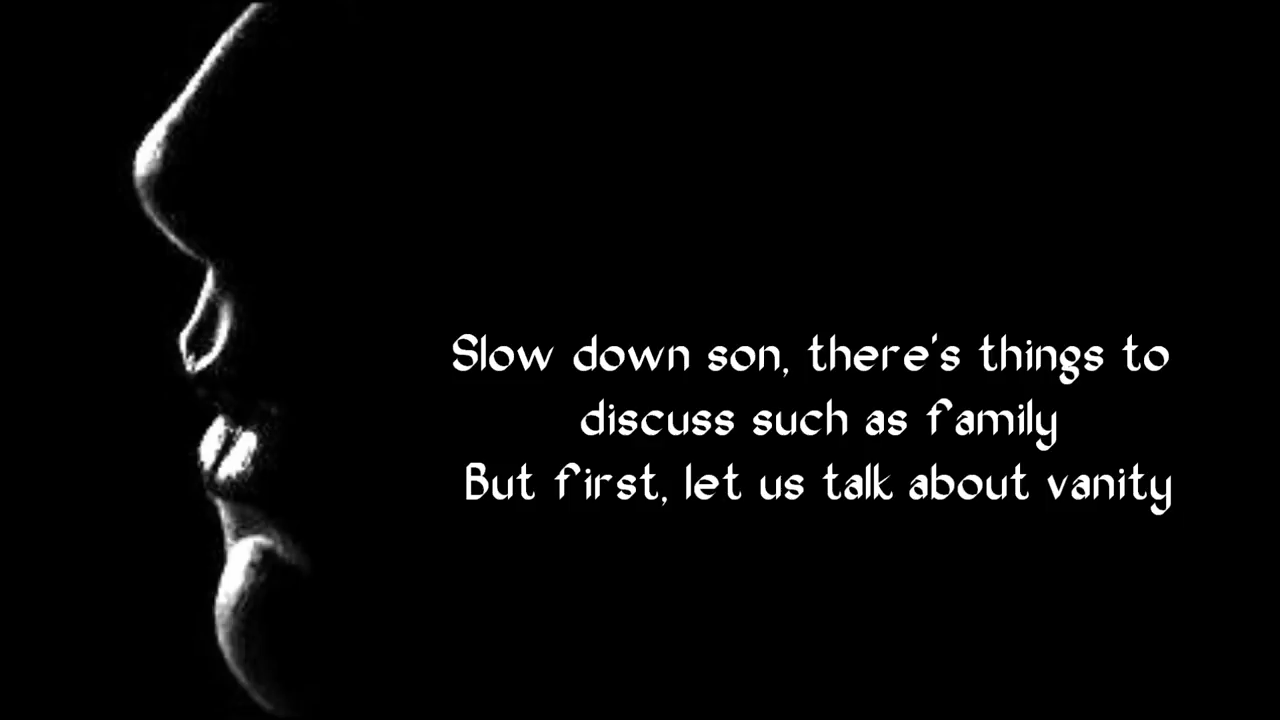 Slow down son, there's things to
discuss such as family
But first, let us talk about vanity